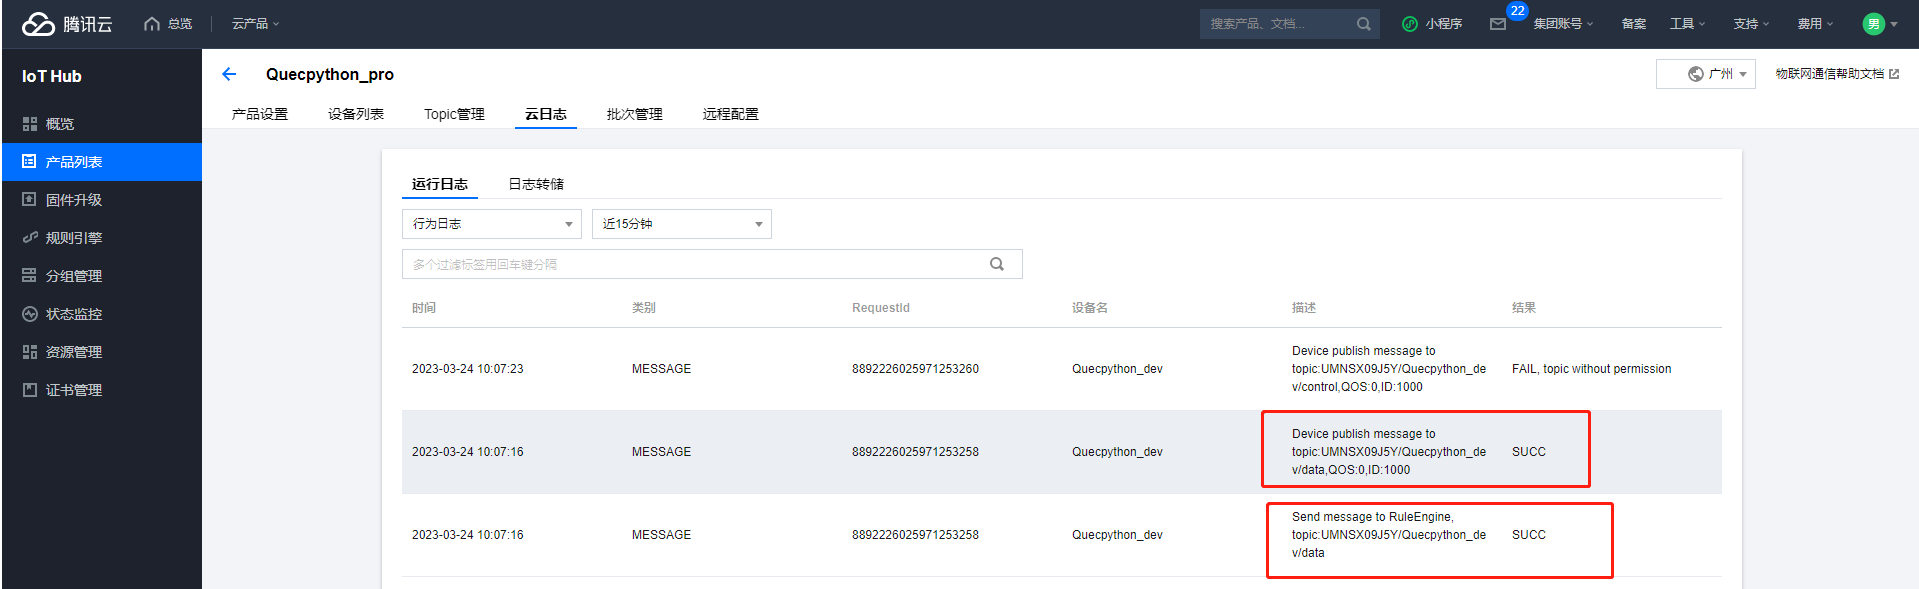 腾讯云 总览 云产品 搜索产品、文档... 小程序 22 集团账号 备案 工具 支持 费用 男
IoT Hub
Quecpython_pro
广州 物联网通信帮助文档
产品设置 设备列表 Topic管理 云日志 批次管理 远程配置
概览
产品列表
固件升级
规则引擎
分组管理
状态监控
资源管理
证书管理
运行日志 日志转储
行为日志 近15分钟
多个过滤标签用回车键分隔
时间 类别 RequestId 设备名 描述 结果
2023-03-24 10:07:23 MESSAGE 8892226025971253260 Quecpython_dev
Device publish message to
topic:UMNSX09J5Y/Quecpython_de
v/control,QOS:0,ID:1000
FAIL, topic without permission
2023-03-24 10:07:16 MESSAGE 8892226025971253258 Quecpython_dev
Device publish message to
topic:UMNSX09J5Y/Quecpython_de
v/data,QOS:0,ID:1000
SUCC
2023-03-24 10:07:16 MESSAGE 8892226025971253258 Quecpython_dev
Send message to RuleEngine,
topic:UMNSX09J5Y/Quecpython_de
v/data
SUCC